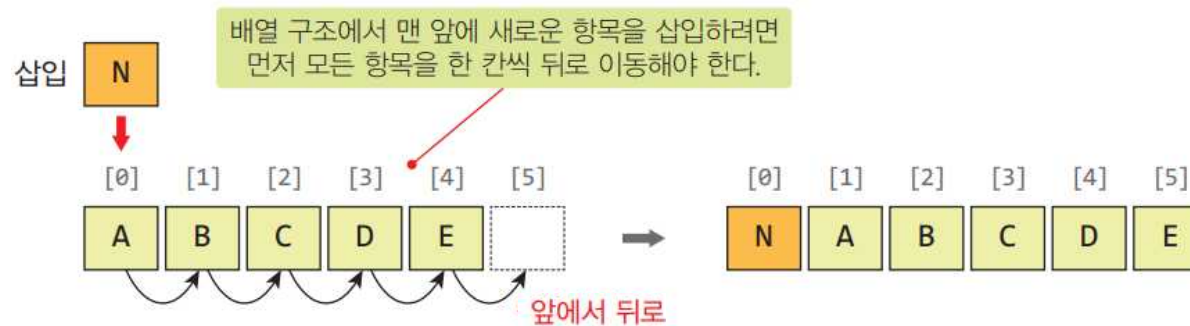 배열 구조에서 맨 앞에 새로운 항목을 삽입하려면
먼저 모든 항목을 한 칸씩 뒤로 이동해야 한다.
삽입 N
[0] [1] [2] [3] [4] [5] [0] [1] [2] [3] [4] [5]
A B C D E N A B C D E
앞에서 뒤로